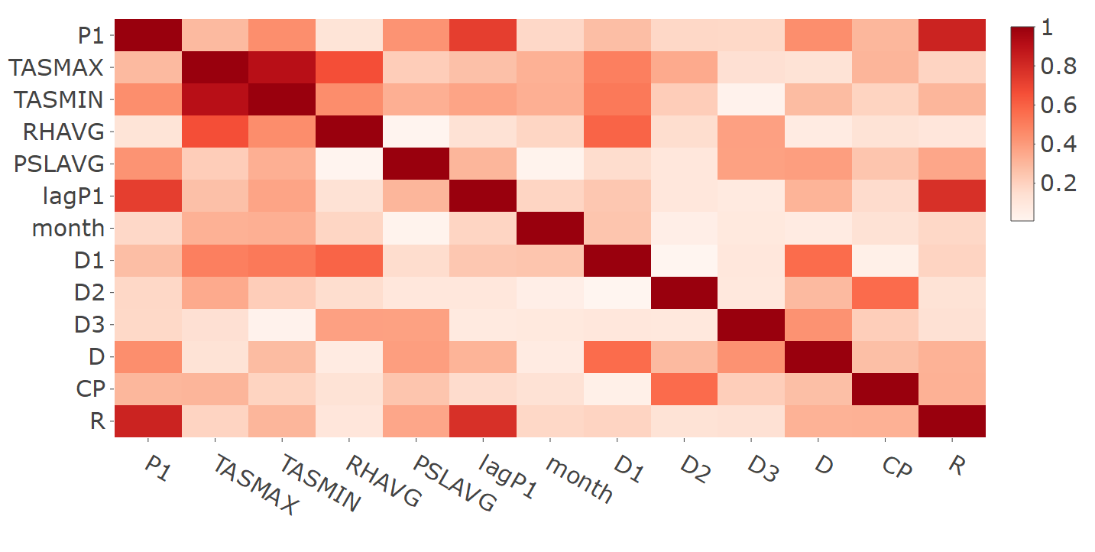 P1
TASMAX
TASMIN
RHAVG
PSLAVG
lagP1
month
D1
D2
D3
D
CP
R
P1 TASMAX TASMIN RHAVG PSLAVG lagP1 month D1 D2 D3 D CP R
1
0.8
0.6
0.4
0.2